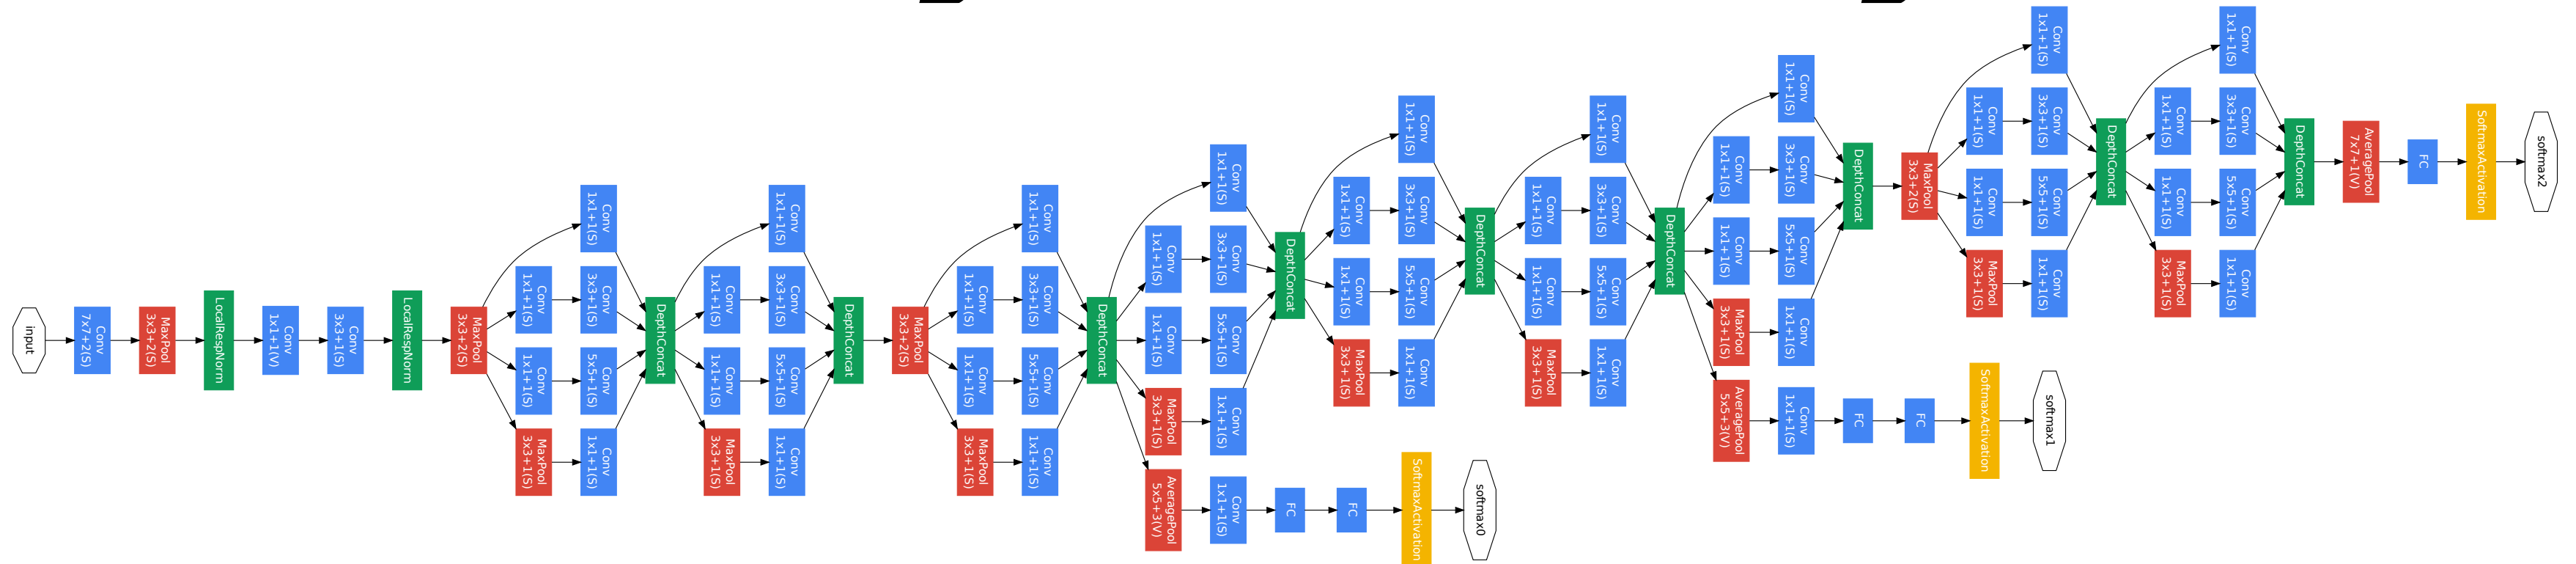 input
Conv
7x7+2(S)
MaxPool
3x3+2(S)
LocalRespNorm
Conv
1x1+1(V)
Conv
3x3+1(S)
LocalRespNorm
MaxPool
3x3+2(S)
Conv
1x1+1(S)
Conv
1x1+1(S)
MaxPool
3x3+1(S)
Conv
1x1+1(S)
Conv
3x3+1(S)
Conv
5x5+1(S)
Conv
1x1+1(S)
DepthConcat
Conv
1x1+1(S)
Conv
1x1+1(S)
MaxPool
3x3+1(S)
Conv
1x1+1(S)
Conv
3x3+1(S)
Conv
5x5+1(S)
Conv
1x1+1(S)
DepthConcat
MaxPool
3x3+2(S)
Conv
1x1+1(S)
Conv
1x1+1(S)
MaxPool
3x3+1(S)
Conv
1x1+1(S)
Conv
3x3+1(S)
Conv
5x5+1(S)
Conv
1x1+1(S)
DepthConcat
Conv
1x1+1(S)
Conv
1x1+1(S)
MaxPool
3x3+1(S)
AveragePool
5x5+3(V)
Conv
1x1+1(S)
Conv
3x3+1(S)
Conv
5x5+1(S)
Conv
1x1+1(S)
Conv
1x1+1(S)
DepthConcat
FC
Conv
1x1+1(S)
Conv
1x1+1(S)
MaxPool
3x3+1(S)
FC
Conv
1x1+1(S)
Conv
3x3+1(S)
Conv
5x5+1(S)
Conv
1x1+1(S)
SoftmaxActivation
DepthConcat
softmax0
Conv
1x1+1(S)
Conv
1x1+1(S)
MaxPool
3x3+1(S)
Conv
1x1+1(S)
Conv
3x3+1(S)
Conv
5x5+1(S)
Conv
1x1+1(S)
DepthConcat
Conv
1x1+1(S)
Conv
1x1+1(S)
MaxPool
3x3+1(S)
AveragePool
5x5+3(V)
Conv
1x1+1(S)
Conv
3x3+1(S)
Conv
5x5+1(S)
Conv
1x1+1(S)
Conv
1x1+1(S)
DepthConcat
FC
MaxPool
3x3+2(S)
FC
Conv
1x1+1(S)
Conv
1x1+1(S)
MaxPool
3x3+1(S)
SoftmaxActivation
Conv
1x1+1(S)
Conv
3x3+1(S)
Conv
5x5+1(S)
Conv
1x1+1(S)
softmax1
DepthConcat
Conv
1x1+1(S)
Conv
1x1+1(S)
MaxPool
3x3+1(S)
Conv
1x1+1(S)
Conv
3x3+1(S)
Conv
5x5+1(S)
Conv
1x1+1(S)
DepthConcat
AveragePool
7x7+1(V)
FC
SoftmaxActivation
softmax2